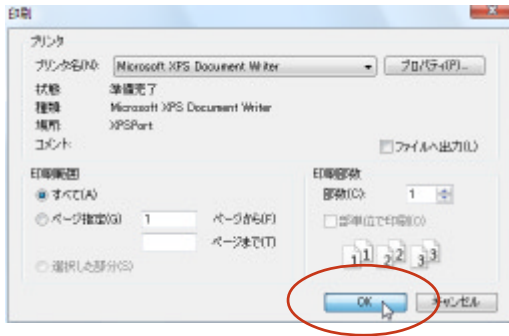 印刷
プリンタ
プリンタ名(N): Microsoft XPS Document Writer プロパティ(P)...
状態: 準備完了
種類: Microsoft XPS Document Writer
場所: XPSPort
コメント: ファイルへ出力(L)
印刷範囲
すべて(A)
ページ指定(G) 1 ページから(F)
ページまで(T)
選択した部分(S)
印刷部数
部数(C): 1
部単位で印刷(O)
1 1 2 2 3 3
OK キャンセル